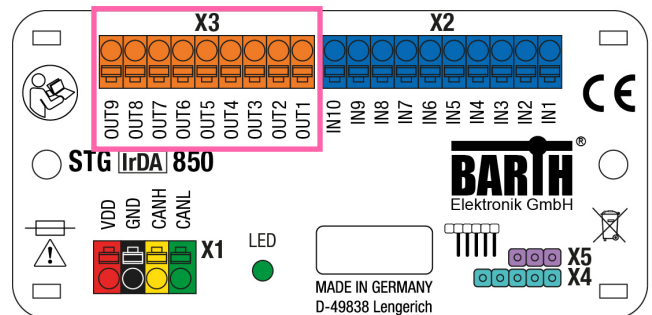 X3 X2
OUT9 OUT8 OUT7 OUT6 OUT5 OUT4 OUT3 OUT2 OUT1 IN10 IN9 IN8 IN7 IN6 IN5 IN4 IN3 IN2 IN1
CE
STG IrDA 850
BARTH®
Elektronik GmbH
VDD GND CANH CANL
X1
LED
X5
X4
MADE IN GERMANY
D-49838 Lengerich